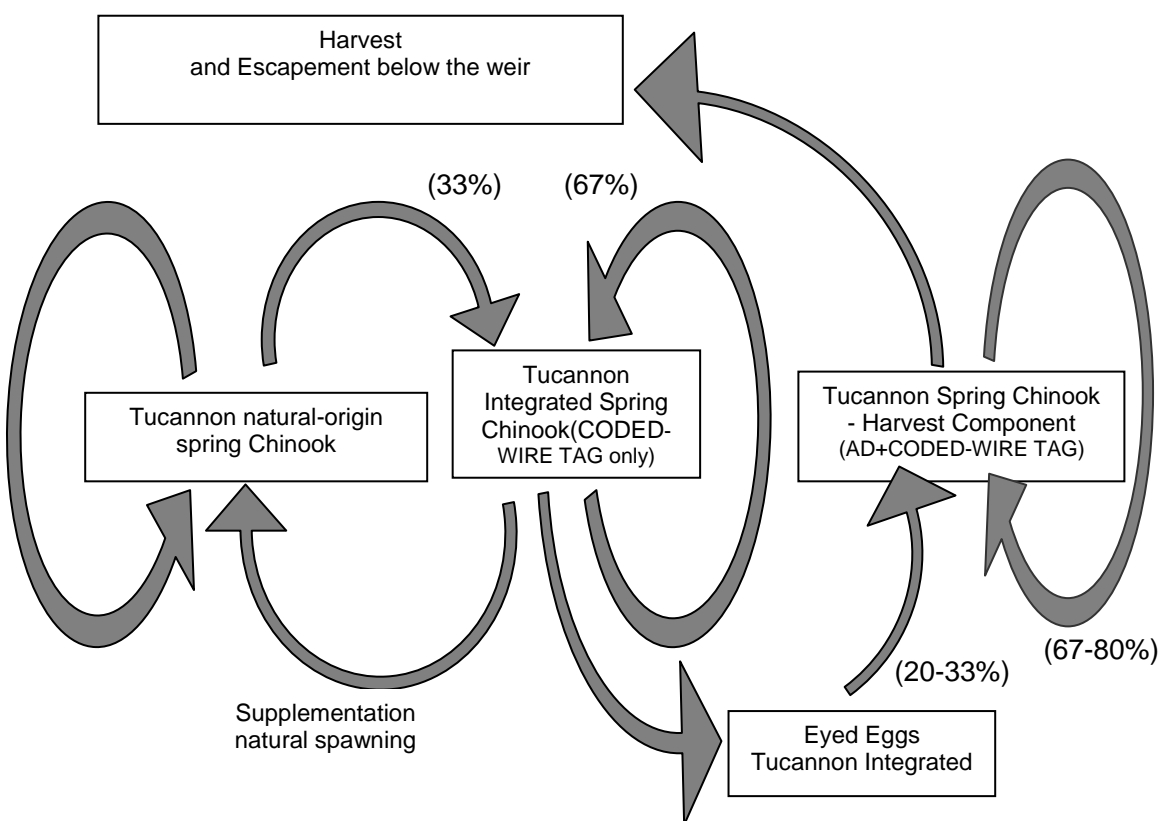 Harvest
and Escapement below the weir
(33%)
(67%)
Tucannon natural-origin
spring Chinook
Tucannon
Integrated Spring
Chinook(CODED-
WIRE TAG only)
Tucannon Spring Chinook
- Harvest Component
(AD+CODED-WIRE TAG)
(67-80%)
(20-33%)
Supplementation
natural spawning
Eyed Eggs
Tucannon Integrated